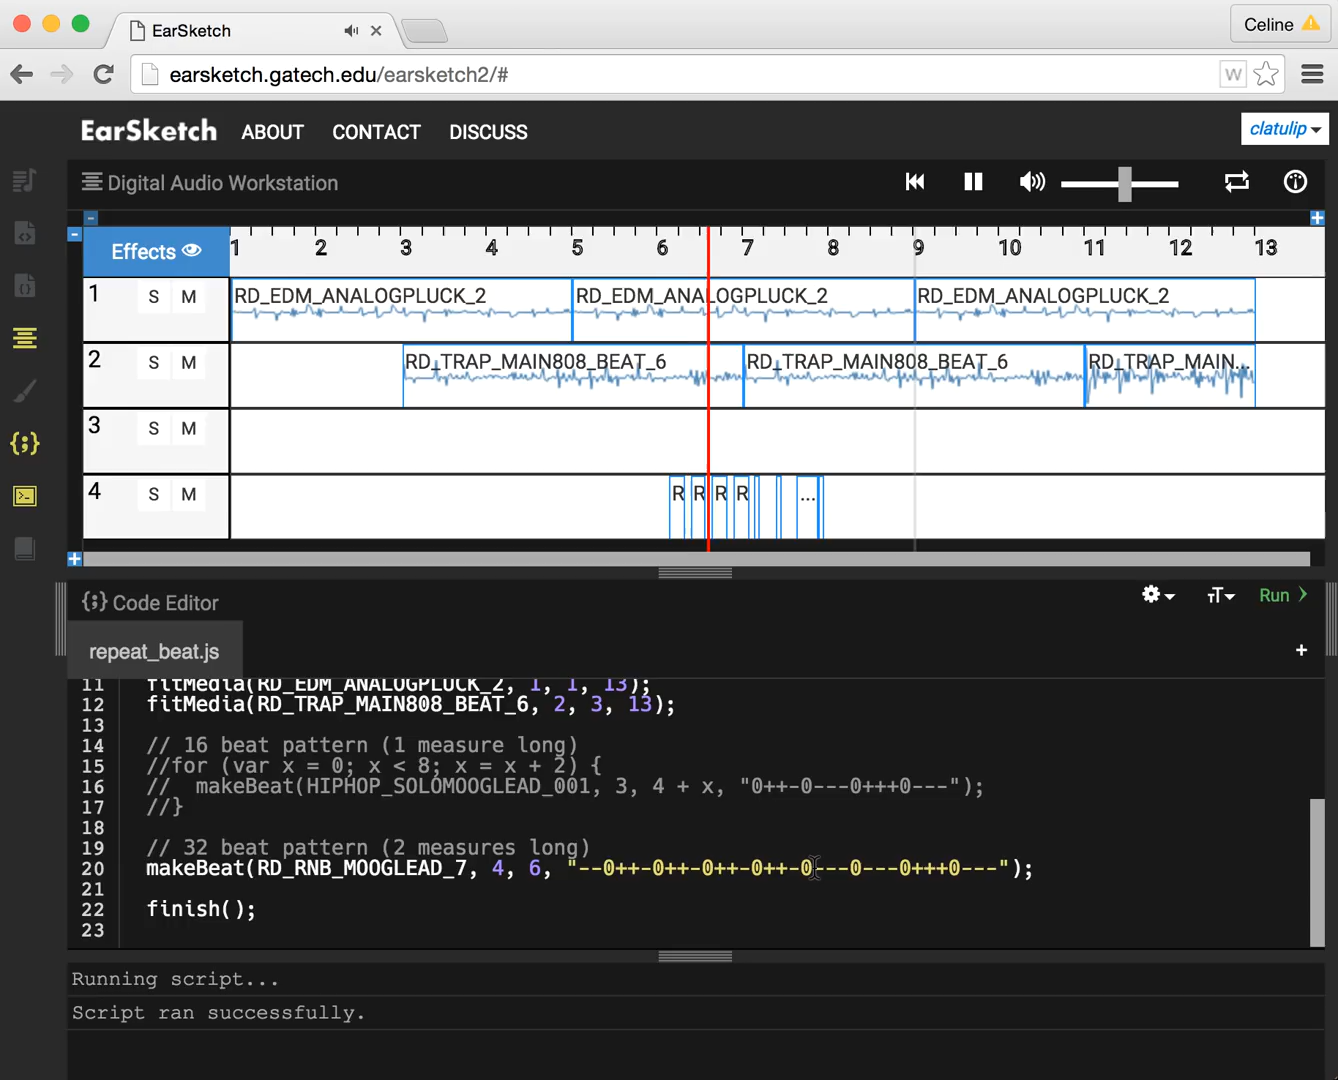 EarSketch
Celine
earsketch.gatech.edu/earsketch2/#
W
EarSketch ABOUT CONTACT DISCUSS
clatulip
Digital Audio Workstation
Effects 1 2 3 4 5 6 7 8 9 10 11 12 13
1 S M RD_EDM_ANALOGPLUCK_2 RD_EDM_ANALOGPLUCK_2 RD_EDM_ANALOGPLUCK_2
2 S M RD_TRAP_MAIN808_BEAT_6 RD_TRAP_MAIN808_BEAT_6 RD_TRAP_MAIN...
3 S M
4 S M R R R R ...
{;} Code Editor
Run
repeat_beat.js
+
11 fitMedia(RD_EDM_ANALOGPLUCK_2, 1, 1, 13);
12 fitMedia(RD_TRAP_MAIN808_BEAT_6, 2, 3, 13);
13
14 // 16 beat pattern (1 measure long)
15 //for (var x = 0; x < 8; x = x + 2) {
16 //  makeBeat(HIPHOP_SOLOMOOGLEAD_001, 3, 4 + x, "0++-0---0+++0---");
17 //}
18
19 // 32 beat pattern (2 measures long)
20 makeBeat(RD_RNB_MOOGLEAD_7, 4, 6, "--0++-0++-0++-0++-0---0---0+++0---");
21
22 finish();
23
Running script...
Script ran successfully.